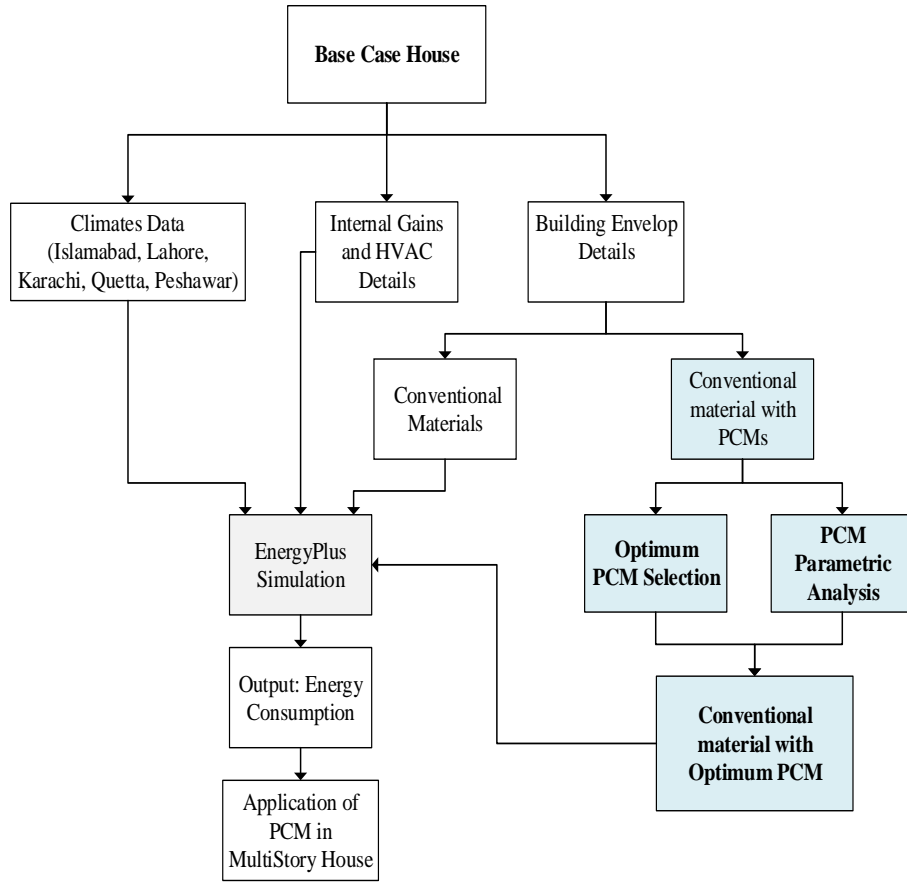 Base Case House
Climates Data
(Islamabad, Lahore,
Karachi, Quetta, Peshawar)
Internal Gains
and HVAC
Details
Building Envelop
Details
Conventional
Materials
Conventional
material with
PCMs
EnergyPlus
Simulation
Optimum
PCM Selection
PCM
Parametric
Analysis
Output: Energy
Consumption
Conventional
material with
Optimum PCM
Application of
PCM in
MultiStory House